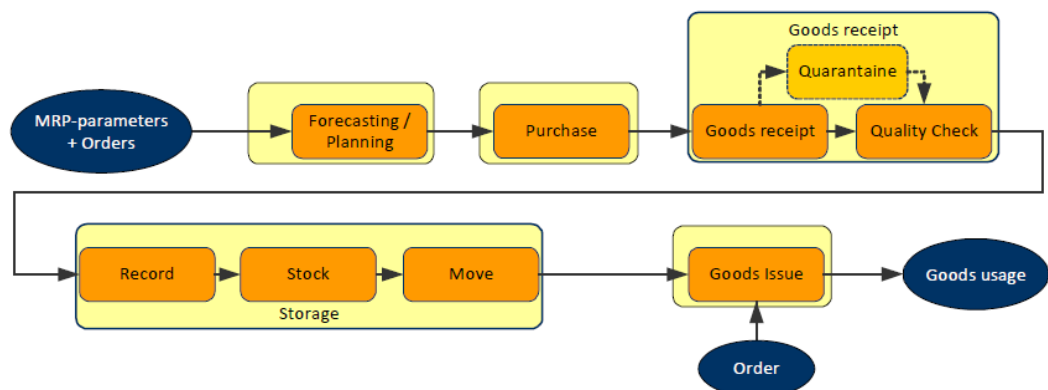 Goods receipt
Quarantaine
MRP-parameters
+ Orders
Forecasting /
Planning
Purchase
Goods receipt
Quality Check
Record
Stock
Move
Storage
Goods Issue
Goods usage
Order